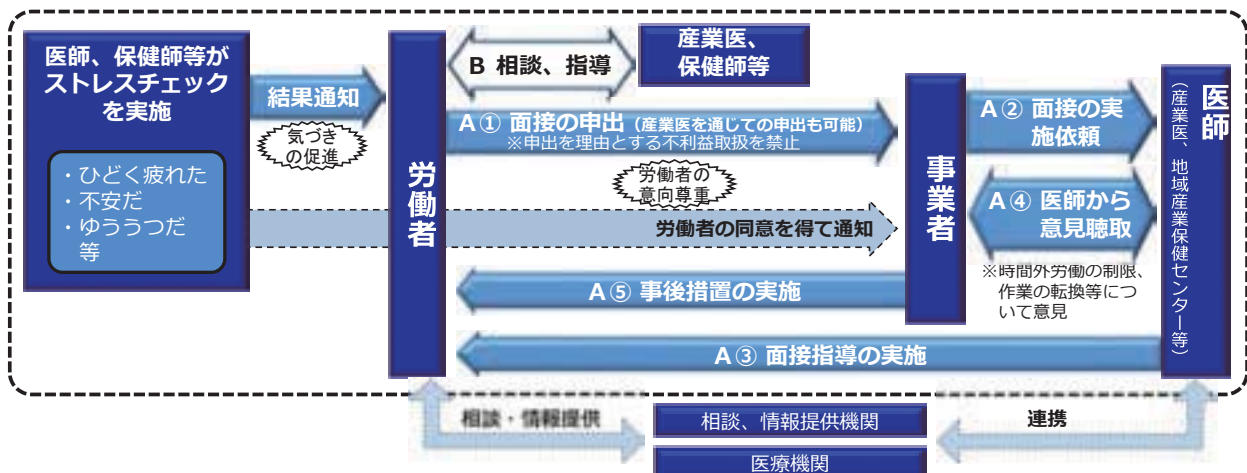 医師、保健師等が
ストレスチェック
を実施
・ひどく疲れた
・不安だ
・ゆううつだ
等
結果通知
気づき
の促進
労働者
B 相談、指導
産業医、
保健師等
A① 面接の申出（産業医を通じての申出も可能）
※申出を理由とする不利益取扱を禁止
労働者の
意向尊重
労働者の同意を得て通知
A⑤ 事後措置の実施
A③ 面接指導の実施
事業者
A② 面接の実
施依頼
A④ 医師から
意見聴取
※時間外労働の制限、
作業の転換等につ
いて意見
医師
（産業医、地域産業保健センター等）
相談・情報提供
相談、情報提供機関
医療機関
連携